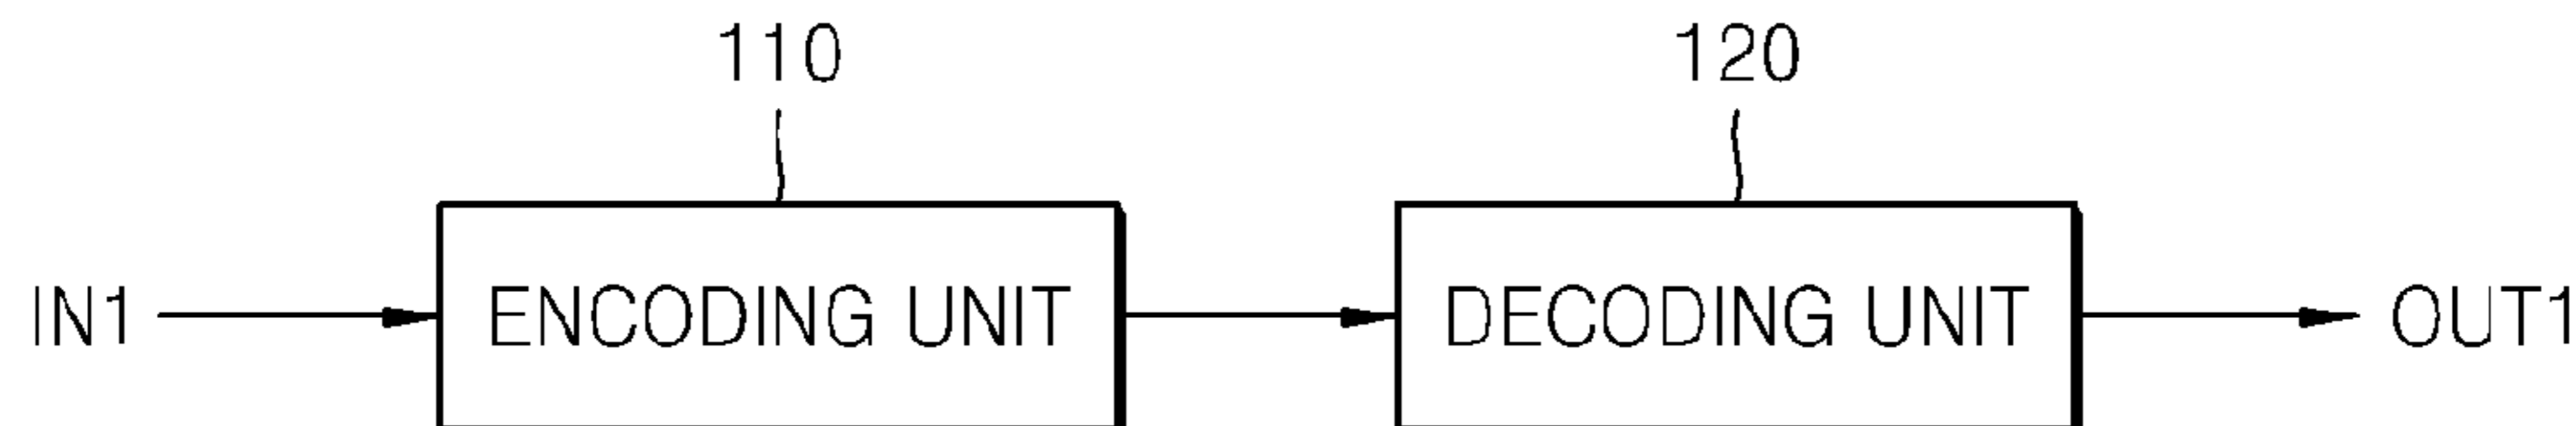 110 120
IN1 ENCODING UNIT DECODING UNIT OUT1